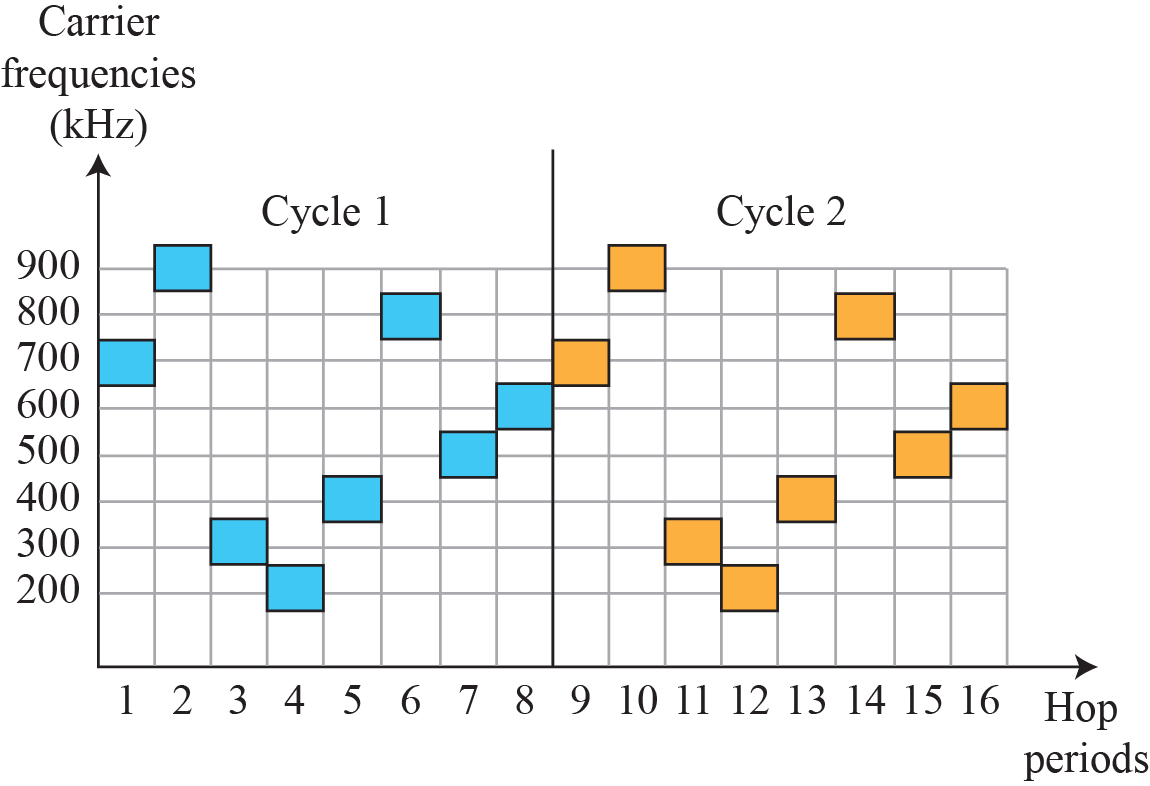 Carrier
frequencies
(kHz)
Cycle 1
Cycle 2
900
800
700
600
500
400
300
200
1 2 3 4 5 6 7 8 9 10 11 12 13 14 15 16
Hop
periods